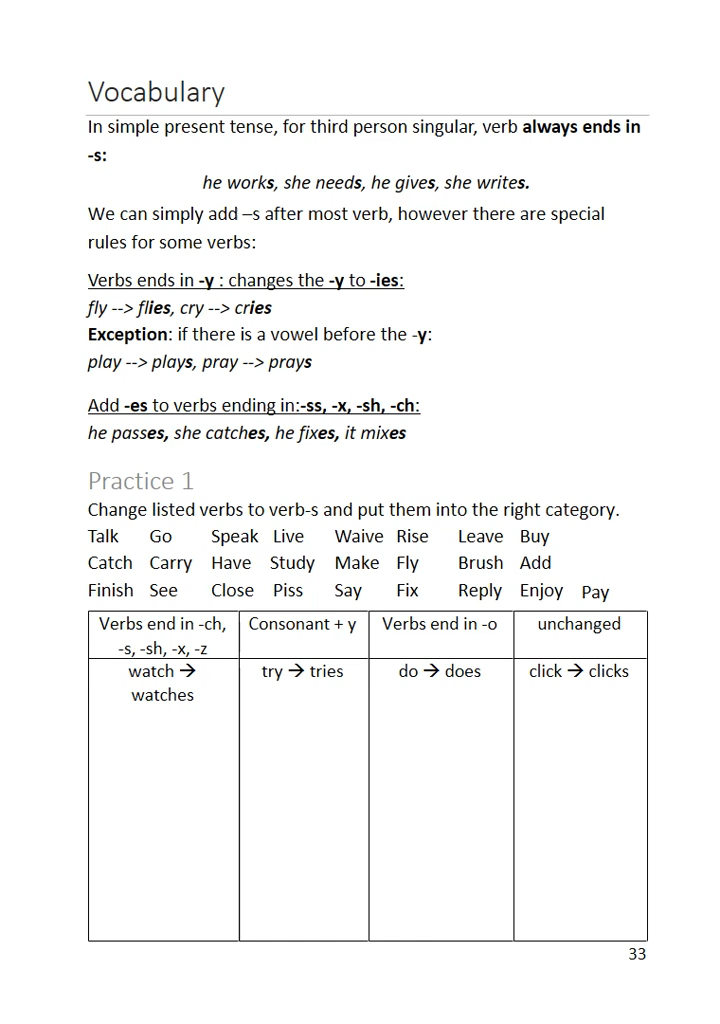 Vocabulary
In simple present tense, for third person singular, verb always ends in
-s:
he works, she needs, he gives, she writes.
We can simply add –s after most verb, however there are special
rules for some verbs:
Verbs ends in -y : changes the -y to -ies:
fly --> flies, cry --> cries
Exception: if there is a vowel before the -y:
play --> plays, pray --> prays
Add -es to verbs ending in:-ss, -x, -sh, -ch:
he passes, she catches, he fixes, it mixes
Practice 1
Change listed verbs to verb-s and put them into the right category.
Talk Go Speak Live Waive Rise Leave Buy
Catch Carry Have Study Make Fly Brush Add
Finish See Close Piss Say Fix Reply Enjoy Pay
Verbs end in -ch, Consonant + y Verbs end in -o unchanged
-s, -sh, -x, -z
watch → try → tries do → does click → clicks
watches
33